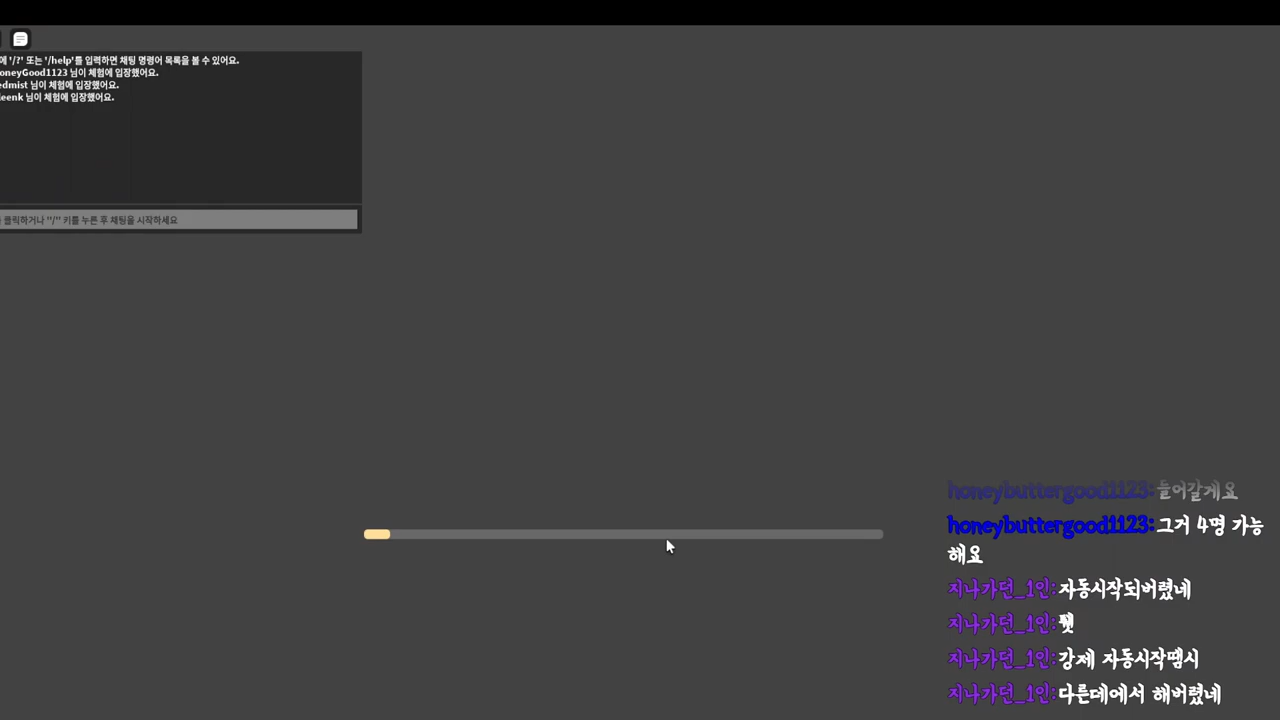 에 '/?' 또는 '/help'를 입력하면 채팅 명령어 목록을 볼 수 있어요.
oneyGood1123 님이 체험에 입장했어요.
edmist 님이 체험에 입장했어요.
leenk 님이 체험에 입장했어요.
클릭하거나 "/" 키를 누른 후 채팅을 시작하세요
honeybuttergood1123: 들어갈게요
honeybuttergood1123: 그거 4명 가능
해요
지나가던_1인: 자동시작되버렸네
지나가던_1인:
지나가던_1인: 강제 자동시작땜시
지나가던_1인: 다른데에서 해버렸네